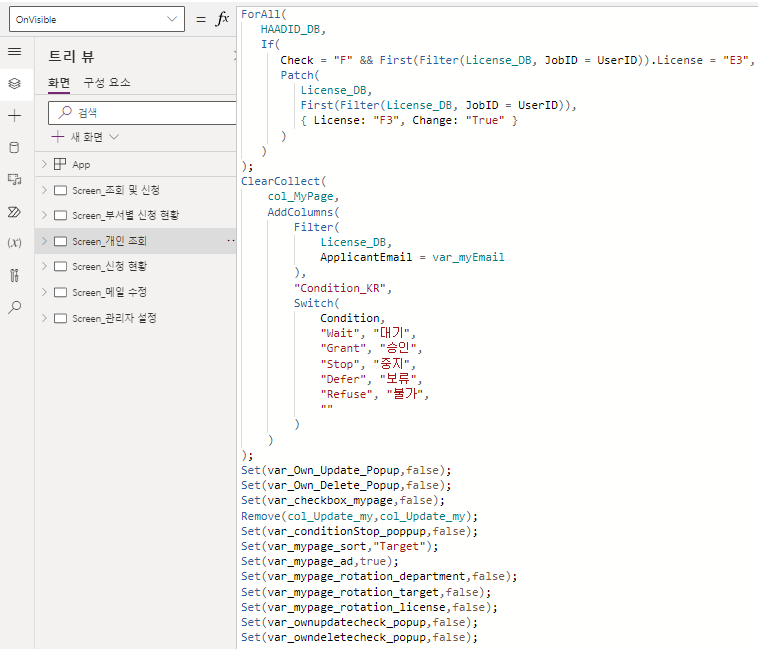 OnVisible
= fx
트리 뷰
화면 구성 요소
검색
새 화면
App
Screen_조회 및 신청
Screen_부서별 신청 현황
Screen_개인 조회
Screen_신청 현황
Screen_메일 수정
Screen_관리자 설정
(x)
ForAll(
HAADID_DB,
If(
Check = "F" && First(Filter(License_DB, JobID = UserID)).License = "E3",
Patch(
License_DB,
First(Filter(License_DB, JobID = UserID)),
{ License: "F3", Change: "True" }
)
)
);
ClearCollect(
col_MyPage,
AddColumns(
Filter(
License_DB,
ApplicantEmail = var_myEmail
),
"Condition_KR",
Switch(
Condition,
"Wait", "대기",
"Grant", "승인",
"Stop", "중지",
"Defer", "보류",
"Refuse", "불가",
""
)
)
);
Set(var_Own_Update_Popup,false);
Set(var_Own_Delete_Popup,false);
Set(var_checkbox_mypage,false);
Remove(col_Update_my,col_Update_my);
Set(var_conditionStop_poppup,false);
Set(var_mypage_sort,"Target");
Set(var_mypage_ad,true);
Set(var_mypage_rotation_department,false);
Set(var_mypage_rotation_target,false);
Set(var_mypage_rotation_license,false);
Set(var_ownupdatecheck_popup,false);
Set(var_owndeletecheck_popup,false);